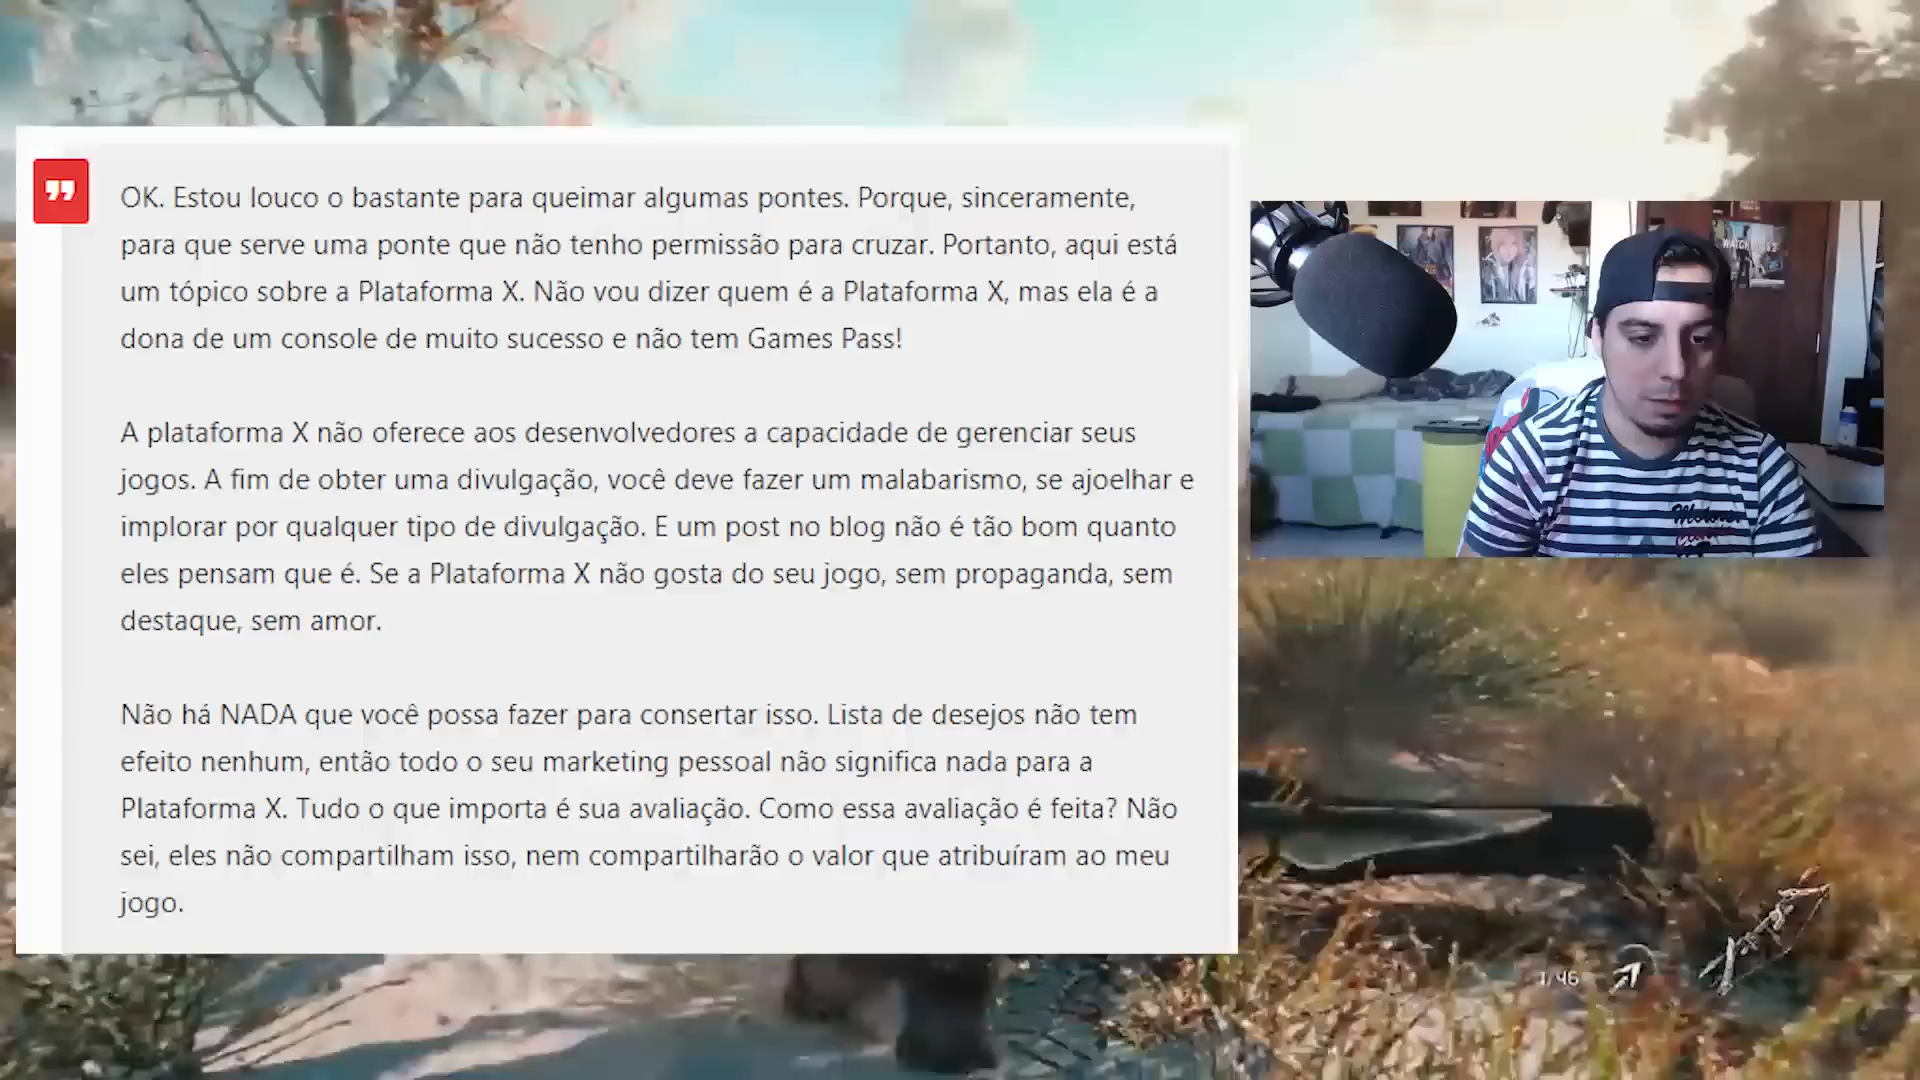 OK. Estou louco o bastante para queimar algumas pontes. Porque, sinceramente,
para que serve uma ponte que não tenho permissão para cruzar. Portanto, aqui está
um tópico sobre a Plataforma X. Não vou dizer quem é a Plataforma X, mas ela é a
dona de um console de muito sucesso e não tem Games Pass!
A plataforma X não oferece aos desenvolvedores a capacidade de gerenciar seus
jogos. A fim de obter uma divulgação, você deve fazer um malabarismo, se ajoelhar e
implorar por qualquer tipo de divulgação. E um post no blog não é tão bom quanto
eles pensam que é. Se a Plataforma X não gosta do seu jogo, sem propaganda, sem
destaque, sem amor.
Não há NADA que você possa fazer para consertar isso. Lista de desejos não tem
efeito nenhum, então todo o seu marketing pessoal não significa nada para a
Plataforma X. Tudo o que importa é sua avaliação. Como essa avaliação é feita? Não
sei, eles não compartilham isso, nem compartilharão o valor que atribuíram ao meu
jogo.
1/46